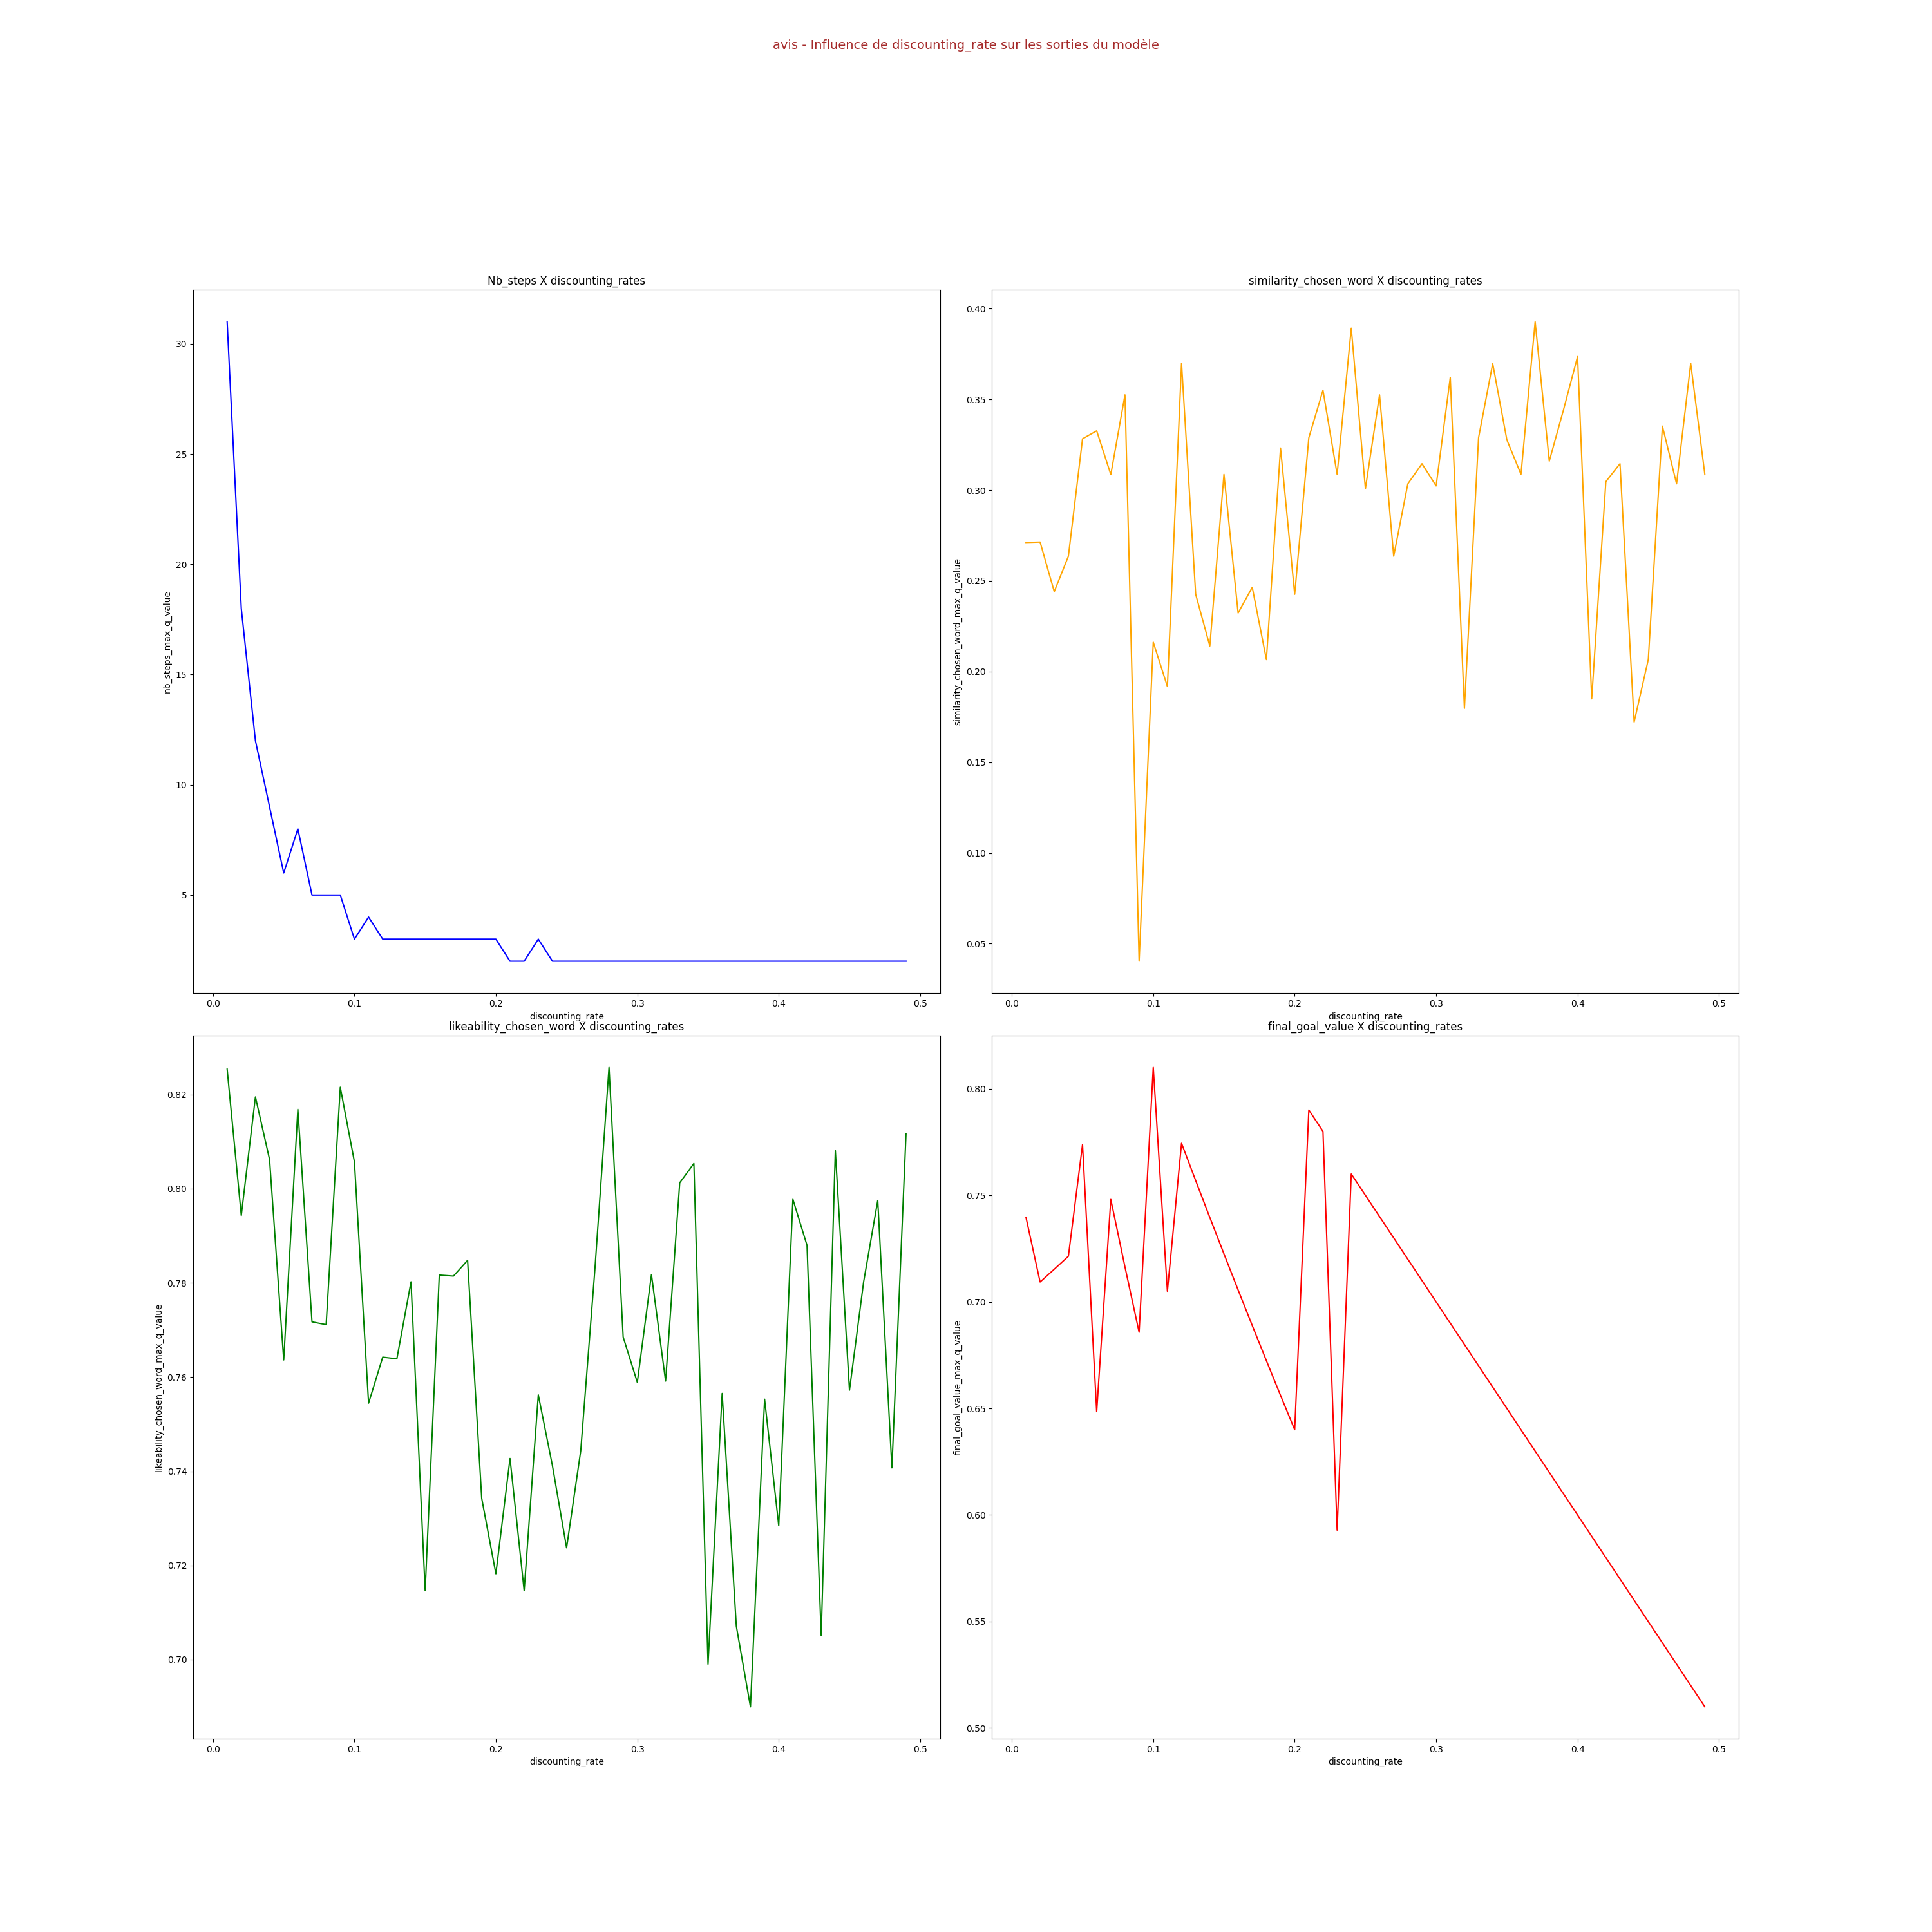 avis - Influence de discounting_rate sur les sorties du modèle
Nb_steps X discounting_rates
nb_steps_max_q_value
30
25
20
15
10
5
0.0 0.1 0.2 0.3 0.4 0.5
discounting_rate
similarity_chosen_word X discounting_rates
similarity_chosen_word_max_q_value
0.40
0.35
0.30
0.25
0.20
0.15
0.10
0.05
0.0 0.1 0.2 0.3 0.4 0.5
discounting_rate
likeability_chosen_word X discounting_rates
likeability_chosen_word_max_q_value
0.82
0.80
0.78
0.76
0.74
0.72
0.70
0.0 0.1 0.2 0.3 0.4 0.5
discounting_rate
final_goal_value X discounting_rates
final_goal_value_max_q_value
0.80
0.75
0.70
0.65
0.60
0.55
0.50
0.0 0.1 0.2 0.3 0.4 0.5
discounting_rate